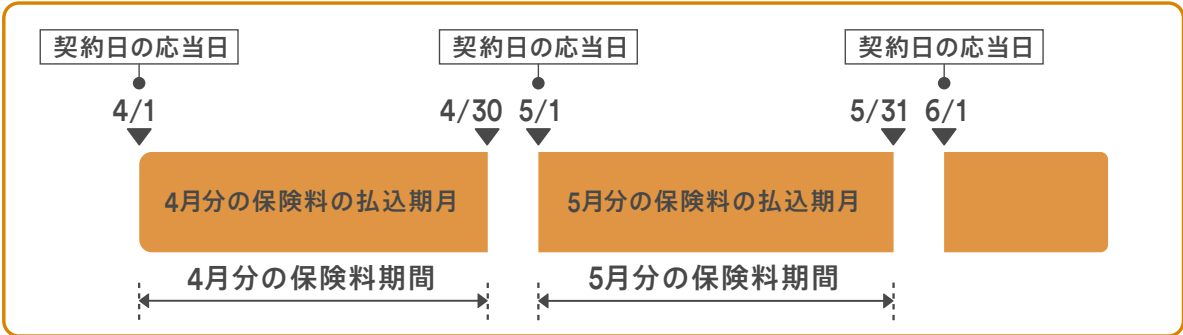 契約日の応当日 契約日の応当日 契約日の応当日
4/1 4/30 5/1 5/31 6/1
4月分の保険料の払込期月 5月分の保険料の払込期月
4月分の保険料期間 5月分の保険料期間